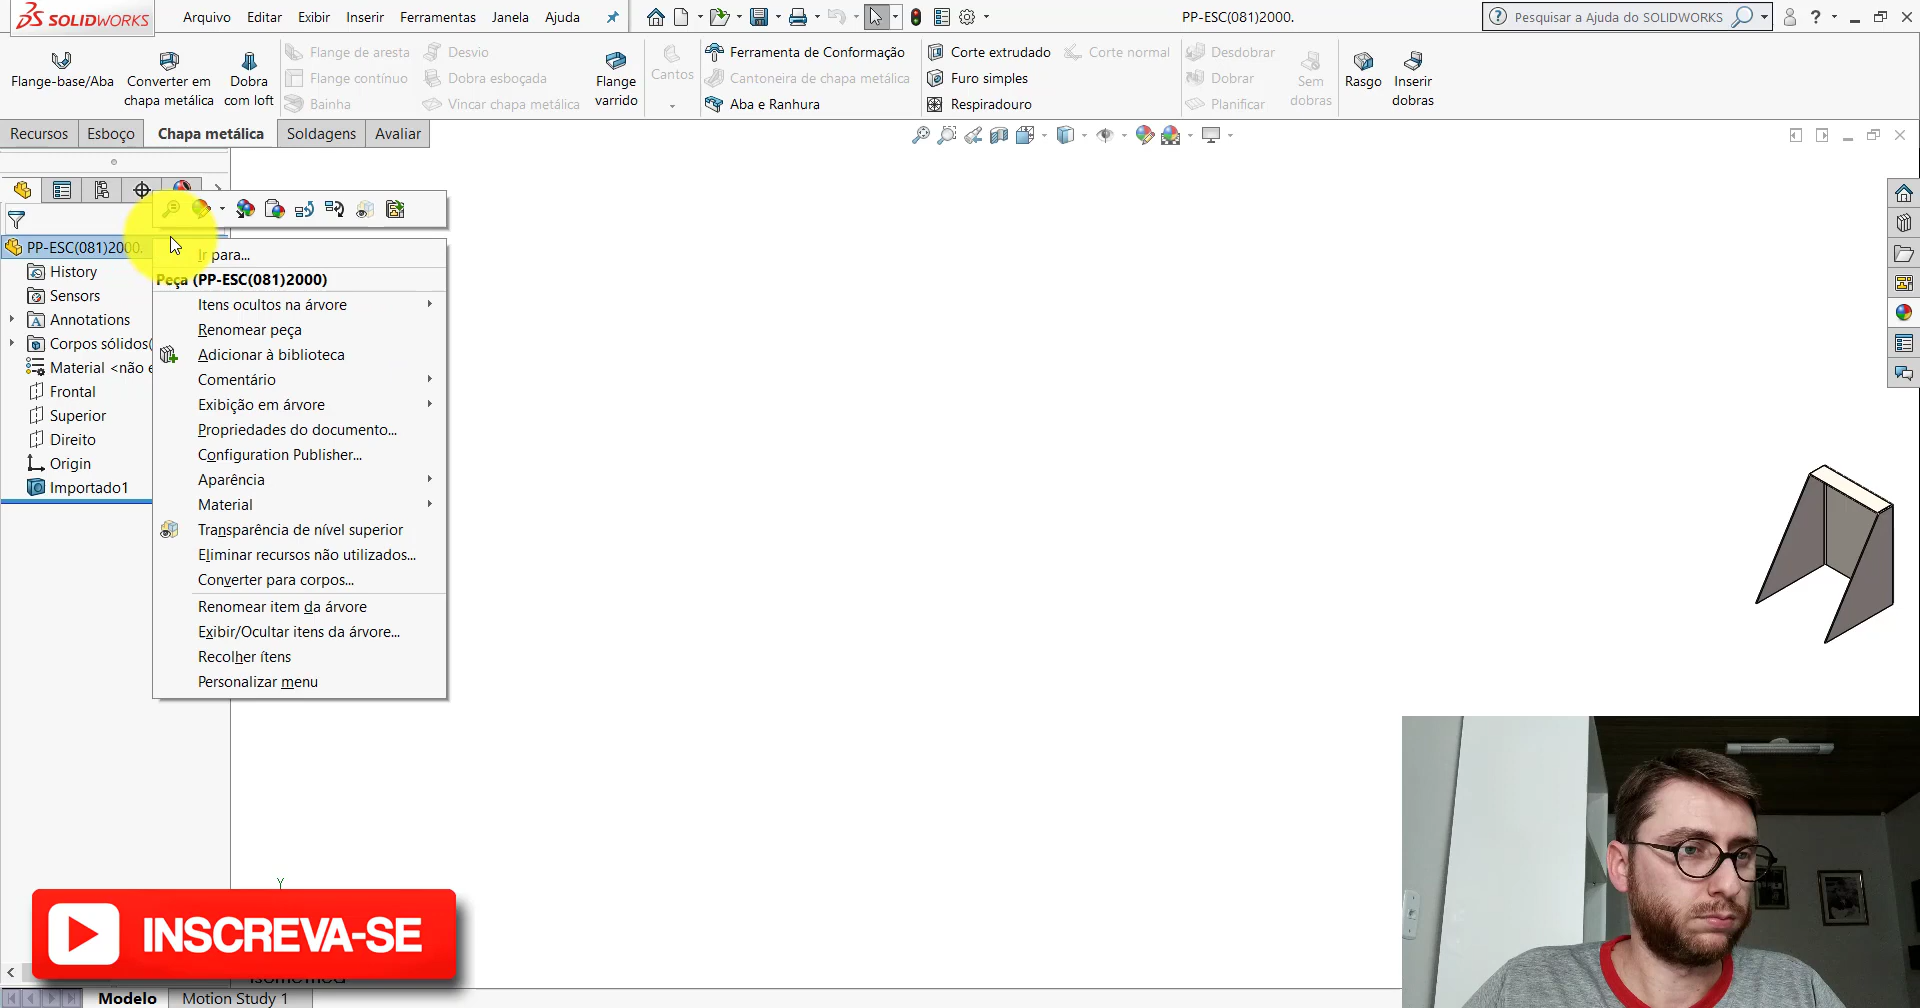 SOLIDWORKS
Arquivo Editar Exibir Inserir Ferramentas Janela Ajuda
PP-ESC(081)2000.
Pesquisar a Ajuda do SOLIDWORKS
Flange-base/Aba
Converter em chapa metálica
Dobra com loft
Flange de aresta
Flange contínuo
Bainha
Desvio
Dobra esboçada
Vincar chapa metálica
Flange varrido
Cantos
Ferramenta de Conformação
Cantoneira de chapa metálica
Aba e Ranhura
Corte extrudado
Furo simples
Respiradouro
Corte normal
Desdobrar
Dobrar
Planificar
Sem dobras
Rasgo
Inserir dobras
Recursos Esboço Chapa metálica Soldagens Avaliar
PP-ESC(081)2000.
History
Sensors
Annotations
Corpos sólidos(
Material <não e
Frontal
Superior
Direito
Origin
Importado1
Ir para...
Peça (PP-ESC(081)2000)
Itens ocultos na árvore
Renomear peça
Adicionar à biblioteca
Comentário
Exibição em árvore
Propriedades do documento...
Configuration Publisher...
Aparência
Material
Transparência de nível superior
Eliminar recursos não utilizados...
Converter para corpos...
Renomear item da árvore
Exibir/Ocultar itens da árvore...
Recolher ítens
Personalizar menu
Y
INSCREVA-SE
Modelo Motion Study 1